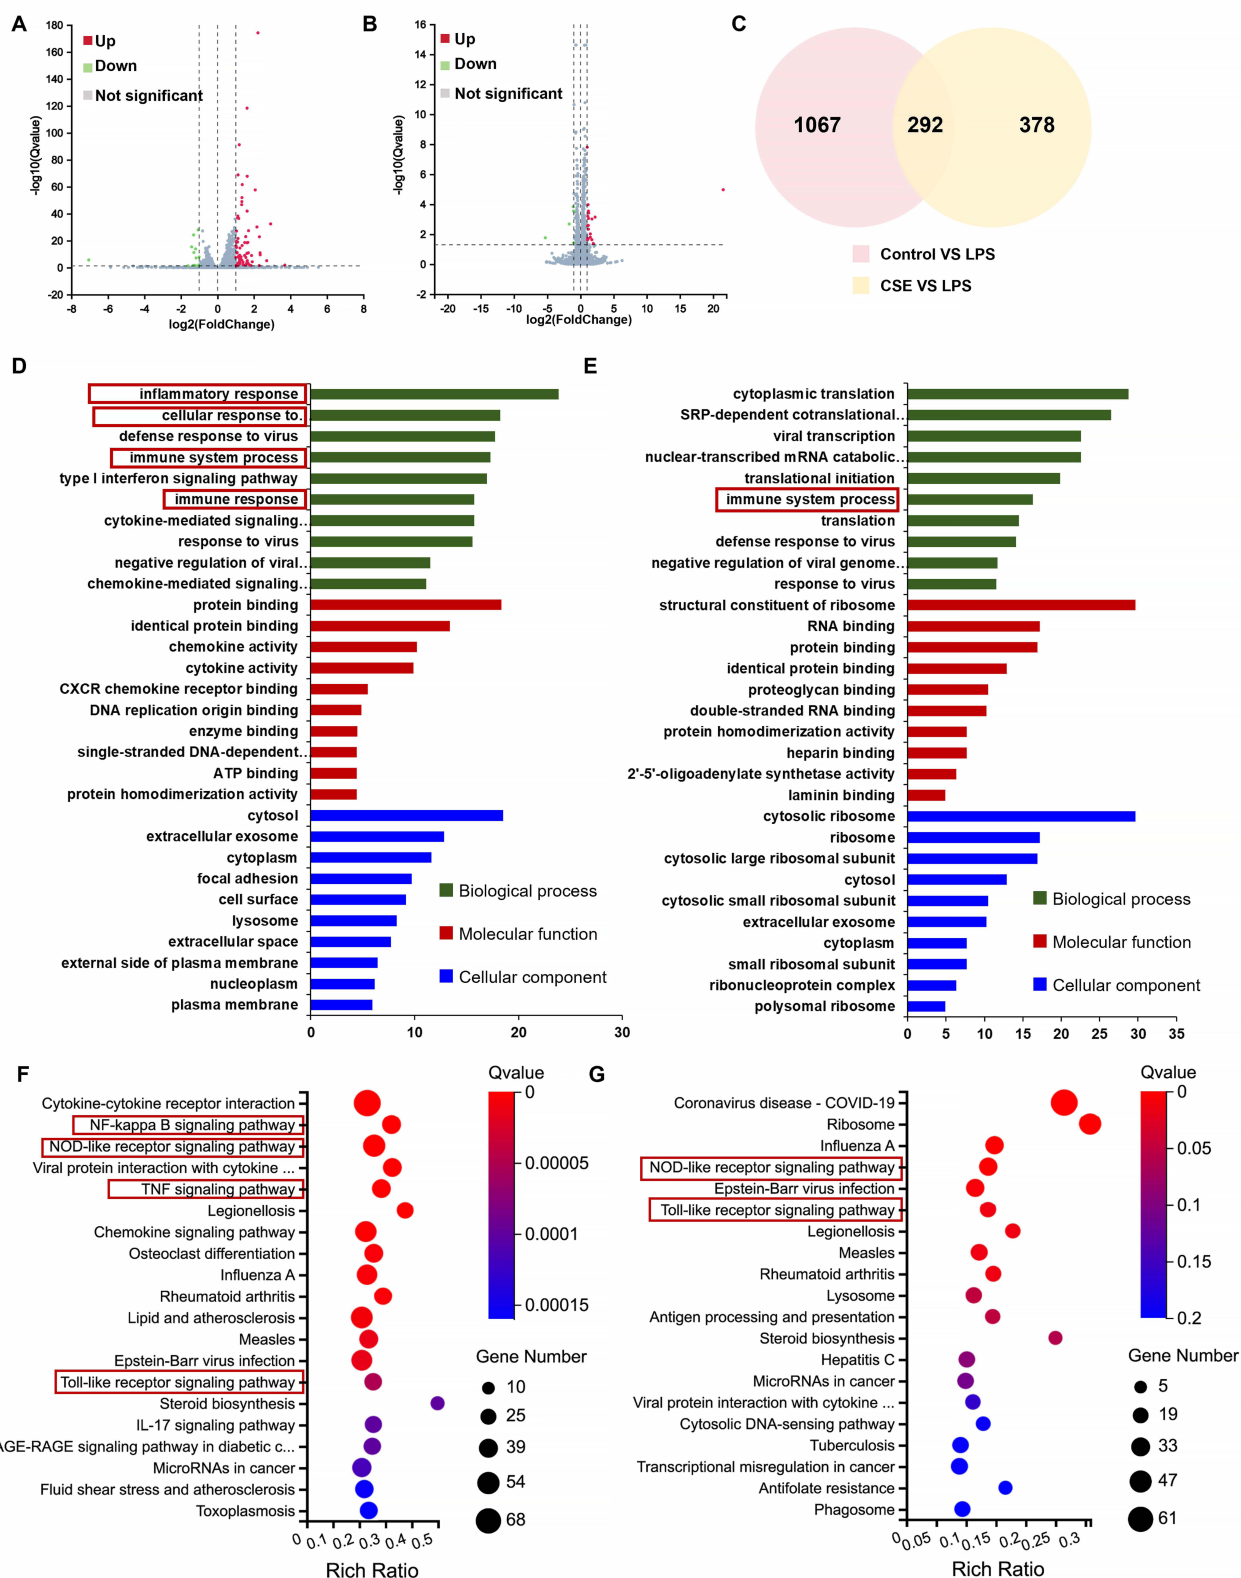 A
180
160
140
120
100
80
60
40
20
0
-20
-log10(Qvalue)
Up
Down
Not significant
-8
-6
-4
-2
0
2
4
6
8
log2(FoldChange)
B
16
14
12
10
8
6
4
2
0
-2
-log10(Qvalue)
Up
Down
Not significant
-20
-15
-10
-5
0
5
10
15
20
log2(FoldChange)
C
1067
292
378
Control VS LPS
CSE VS LPS
D
inflammatory response
cellular response to.
defense response to virus
immune system process
type I interferon signaling pathway
immune response
cytokine-mediated signaling...
response to virus
negative regulation of viral...
chemokine-mediated signaling...
protein binding
identical protein binding
chemokine activity
cytokine activity
CXCR chemokine receptor binding
DNA replication origin binding
enzyme binding
single-stranded DNA-dependent...
ATP binding
protein homodimerization activity
cytosol
extracellular exosome
cytoplasm
focal adhesion
cell surface
lysosome
extracellular space
external side of plasma membrane
nucleoplasm
plasma membrane
Biological process
Molecular function
Cellular component
0
10
20
30
E
cytoplasmic translation
SRP-dependent cotranslational...
viral transcription
nuclear-transcribed mRNA catabolic...
translational initiation
immune system process
translation
defense response to virus
negative regulation of viral genome...
response to virus
structural constituent of ribosome
RNA binding
protein binding
identical protein binding
proteoglycan binding
double-stranded RNA binding
protein homodimerization activity
heparin binding
2'-5'-oligoadenylate synthetase activity
laminin binding
cytosolic ribosome
ribosome
cytosolic large ribosomal subunit
cytosol
cytosolic small ribosomal subunit
extracellular exosome
cytoplasm
small ribosomal subunit
ribonucleoprotein complex
polysomal ribosome
Biological process
Molecular function
Cellular component
0
5
10
15
20
25
30
35
F
Cytokine-cytokine receptor interaction
NF-kappa B signaling pathway
NOD-like receptor signaling pathway
Viral protein interaction with cytokine ...
TNF signaling pathway
Legionellosis
Chemokine signaling pathway
Osteoclast differentiation
Influenza A
Rheumatoid arthritis
Lipid and atherosclerosis
Measles
Epstein-Barr virus infection
Toll-like receptor signaling pathway
Steroid biosynthesis
IL-17 signaling pathway
AGE-RAGE signaling pathway in diabetic c...
MicroRNAs in cancer
Fluid shear stress and atherosclerosis
Toxoplasmosis
0
0.1
0.2
0.3
0.4
0.5
Rich Ratio
Qvalue
0
0.00005
0.0001
0.00015
Gene Number
10
25
39
54
68
G
Coronavirus disease - COVID-19
Ribosome
Influenza A
NOD-like receptor signaling pathway
Epstein-Barr virus infection
Toll-like receptor signaling pathway
Legionellosis
Measles
Rheumatoid arthritis
Lysosome
Antigen processing and presentation
Steroid biosynthesis
Hepatitis C
MicroRNAs in cancer
Viral protein interaction with cytokine ...
Cytosolic DNA-sensing pathway
Tuberculosis
Transcriptional misregulation in cancer
Antifolate resistance
Phagosome
0
0.05
0.1
0.15
0.2
0.25
0.3
Rich Ratio
Qvalue
0
0.05
0.1
0.15
0.2
Gene Number
5
19
33
47
61